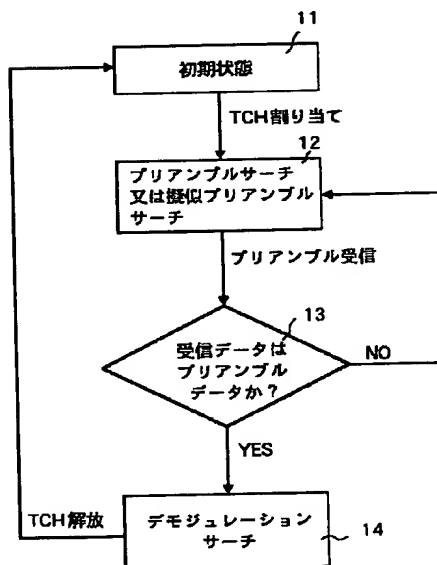 11
初期状態
TCH割り当て
12
プリアンブルサーチ
又は擬似プリアンブル
サーチ
プリアンブル受信
13
受信データは
プリアンブル
データか?
NO
YES
TCH解放
デモジュレーション
サーチ
14